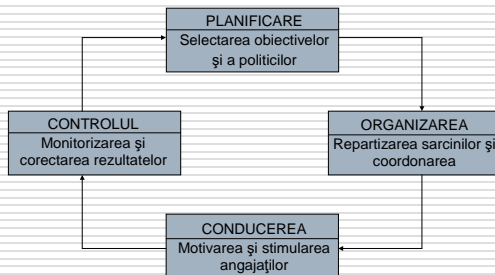 PLANIFICARE
Selectarea obiectivelor
şi a politicilor
CONTROLUL
Monitorizarea şi
corectarea rezultatelor
ORGANIZAREA
Repartizarea sarcinilor şi
coordonarea
CONDUCEREA
Motivarea şi stimularea
angajaţilor